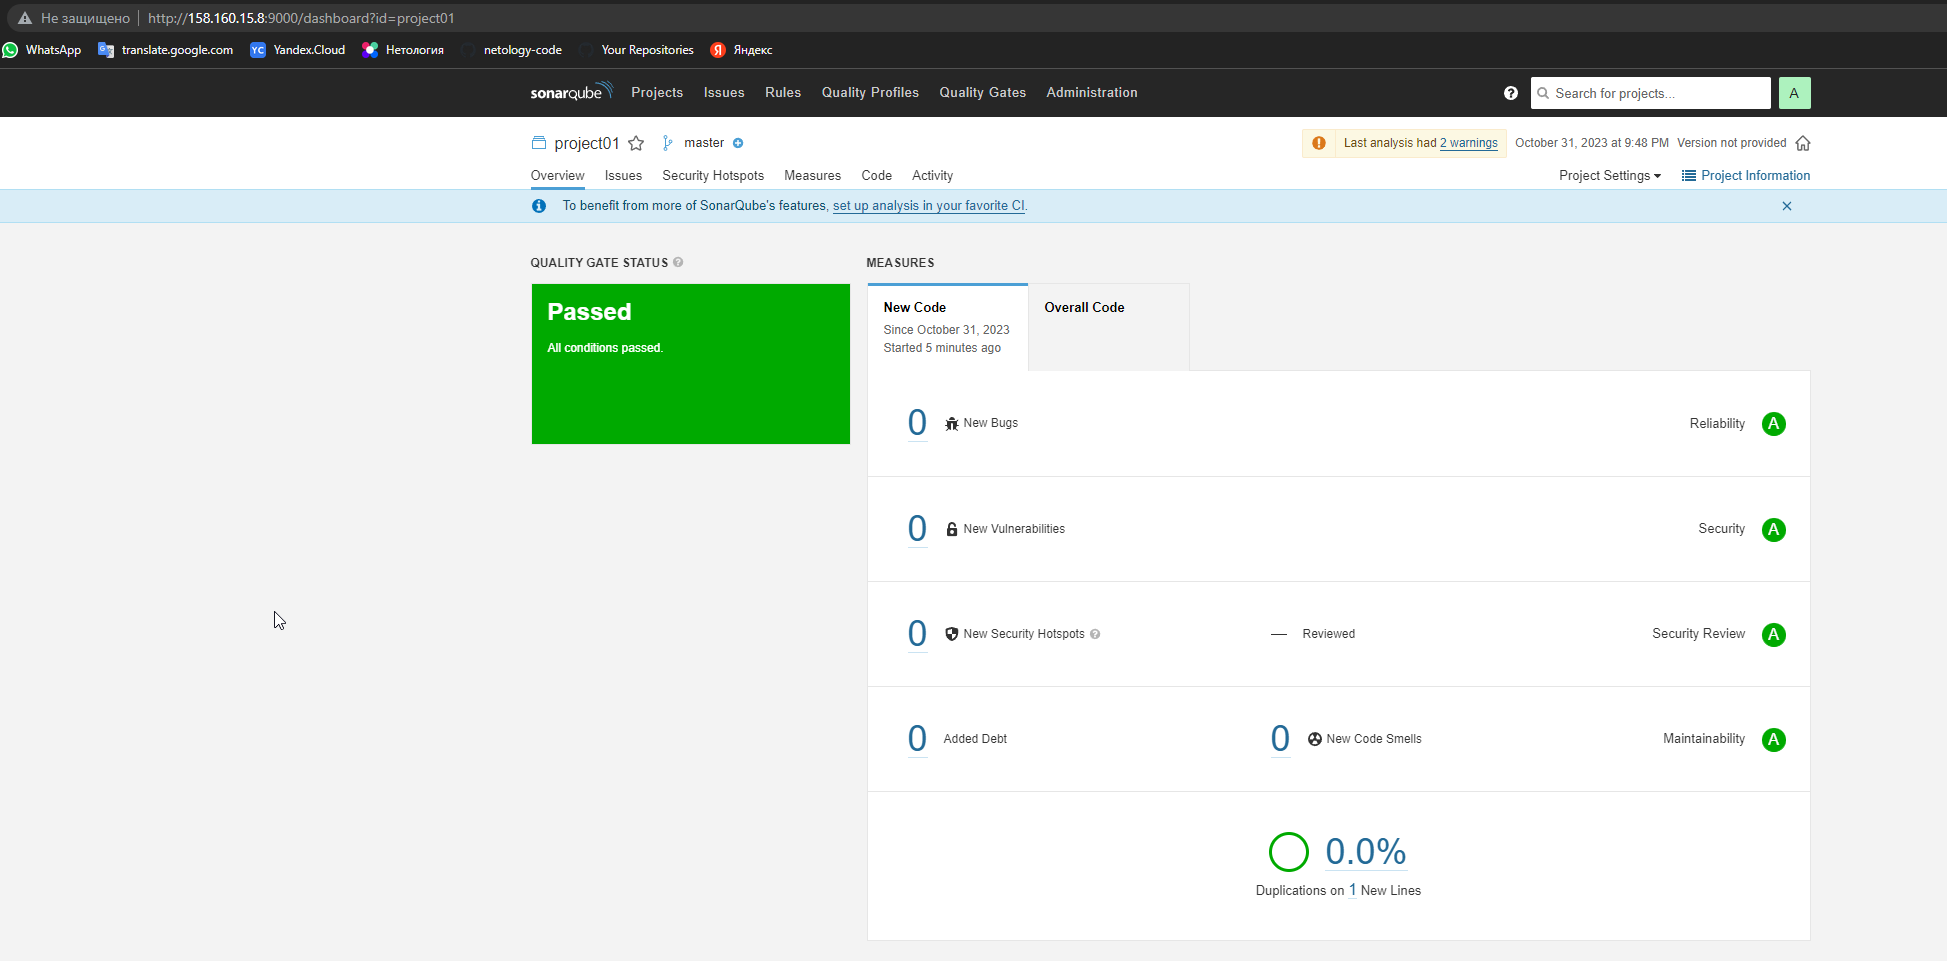 Не защищено http://158.160.15.8:9000/dashboard?id=project01
WhatsApp translate.google.com YC Yandex.Cloud Нетология netology-code Your Repositories Я Яндекс
sonarqube Projects Issues Rules Quality Profiles Quality Gates Administration ? Search for projects... A
project01 master Last analysis had 2 warnings October 31, 2023 at 9:48 PM Version not provided
Overview Issues Security Hotspots Measures Code Activity Project Settings Project Information
To benefit from more of SonarQube's features, set up analysis in your favorite CI.
QUALITY GATE STATUS ? MEASURES
Passed
All conditions passed.
New Code
Since October 31, 2023
Started 5 minutes ago
Overall Code
0 New Bugs Reliability A
0 New Vulnerabilities Security A
0 New Security Hotspots ? — Reviewed Security Review A
0 Added Debt 0 New Code Smells Maintainability A
0.0%
Duplications on 1 New Lines